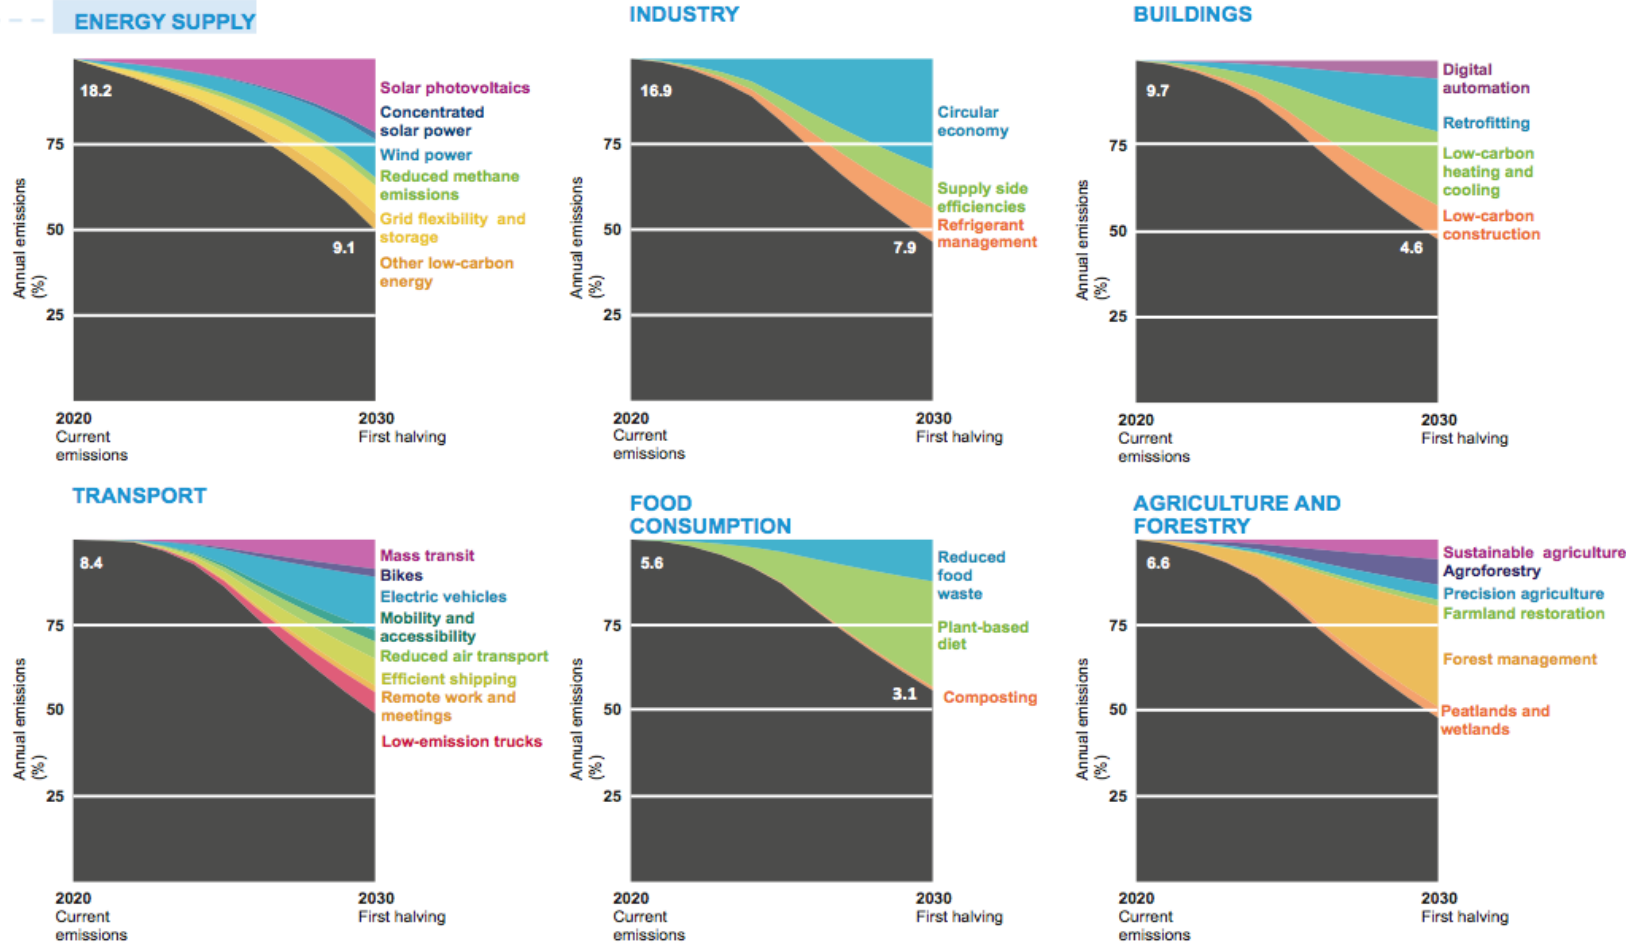 ENERGY SUPPLY
18.2
75
50
25
9.1
Annual emissions
(%)
Solar photovoltaics
Concentrated
solar power
Wind power
Reduced methane
emissions
Grid flexibility and
storage
Other low-carbon
energy
2020
Current
emissions
2030
First halving
INDUSTRY
16.9
75
50
25
7.9
Annual emissions
(%)
Circular
economy
Supply side
efficiencies
Refrigerant
management
2020
Current
emissions
2030
First halving
BUILDINGS
9.7
75
50
25
4.6
Annual emissions
(%)
Digital
automation
Retrofitting
Low-carbon
heating and
cooling
Low-carbon
construction
2020
Current
emissions
2030
First halving
TRANSPORT
8.4
75
50
25
Annual emissions
(%)
Mass transit
Bikes
Electric vehicles
Mobility and
accessibility
Reduced air transport
Efficient shipping
Remote work and
meetings
Low-emission trucks
2020
Current
emissions
2030
First halving
FOOD
CONSUMPTION
5.6
75
50
25
3.1
Annual emissions
(%)
Reduced
food
waste
Plant-based
diet
Composting
2020
Current
emissions
2030
First halving
AGRICULTURE AND
FORESTRY
6.6
75
50
25
Annual emissions
(%)
Sustainable agriculture
Agroforestry
Precision agriculture
Farmland restoration
Forest management
Peatlands and
wetlands
2020
Current
emissions
2030
First halving